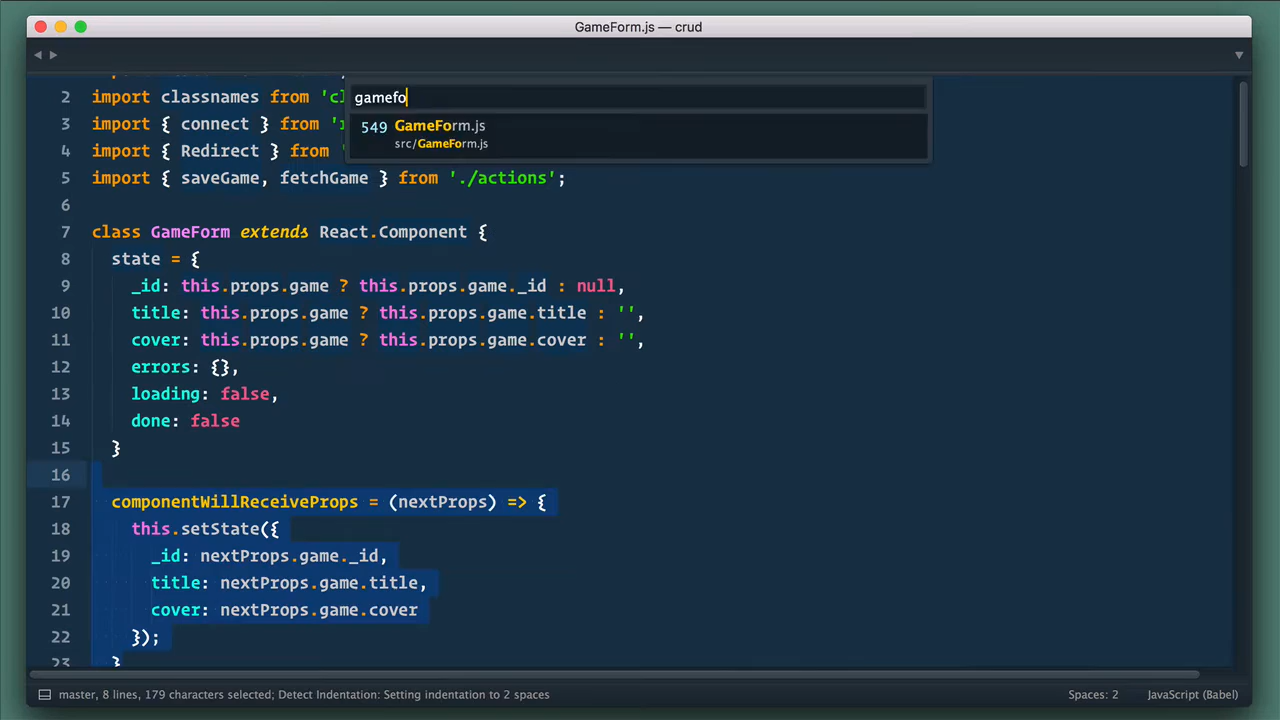 GameForm.js — crud
gamefo
549 GameForm.js
src/GameForm.js
2 import classnames from
3 import { connect } from
4 import { Redirect } from
5 import { saveGame, fetchGame } from './actions';
6
7 class GameForm extends React.Component {
8 state = {
9 _id: this.props.game ? this.props.game._id : null,
10 title: this.props.game ? this.props.game.title : '',
11 cover: this.props.game ? this.props.game.cover : '',
12 errors: {},
13 loading: false,
14 done: false
15 }
16
17 componentWillReceiveProps = (nextProps) => {
18 this.setState({
19 _id: nextProps.game._id,
20 title: nextProps.game.title,
21 cover: nextProps.game.cover
22 });
23 }
master, 8 lines, 179 characters selected; Detect Indentation: Setting indentation to 2 spaces
Spaces: 2
JavaScript (Babel)